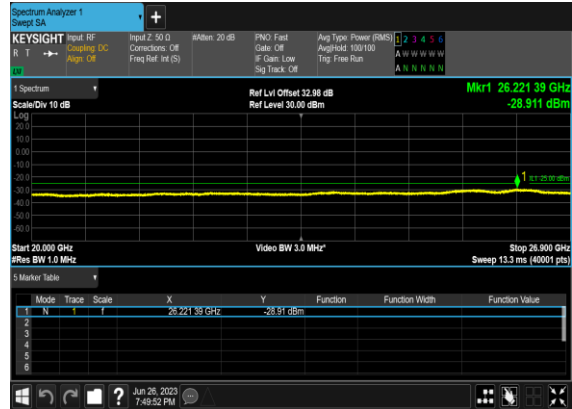 Spectrum Analyzer 1
Swept SA
+
KEYSIGHT
R T
Input: RF
Coupling: DC
Align: Off
Input Z: 50 Ω
Corrections: Off
Freq Ref: Int (S)
#Atten: 20 dB
PNO: Fast
Gate: Off
IF Gain: Low
Sig Track: Off
Avg Type: Power (RMS)
Avg|Hold: 100/100
Trig: Free Run
1 2 3 4 5 6
A W W W W W
A N N N N N
1 Spectrum
Scale/Div 10 dB
Ref Lvl Offset 32.98 dB
Ref Level 30.00 dBm
Mkr1 26.221 39 GHz
-28.911 dBm
Log
20.0
10.0
0.00
-10.0
-20.0
-30.0
-40.0
-50.0
-60.0
1
Start 20.000 GHz
#Res BW 1.0 MHz
Video BW 3.0 MHz*
Stop 26.900 GHz
Sweep 13.3 ms (40001 pts)
5 Marker Table
Mode Trace Scale X Y Function Function Width Function Value
1 N 1 f 26.221 39 GHz -28.91 dBm
2
3
4
5
6
?
Jun 26, 2023
7:49:52 PM